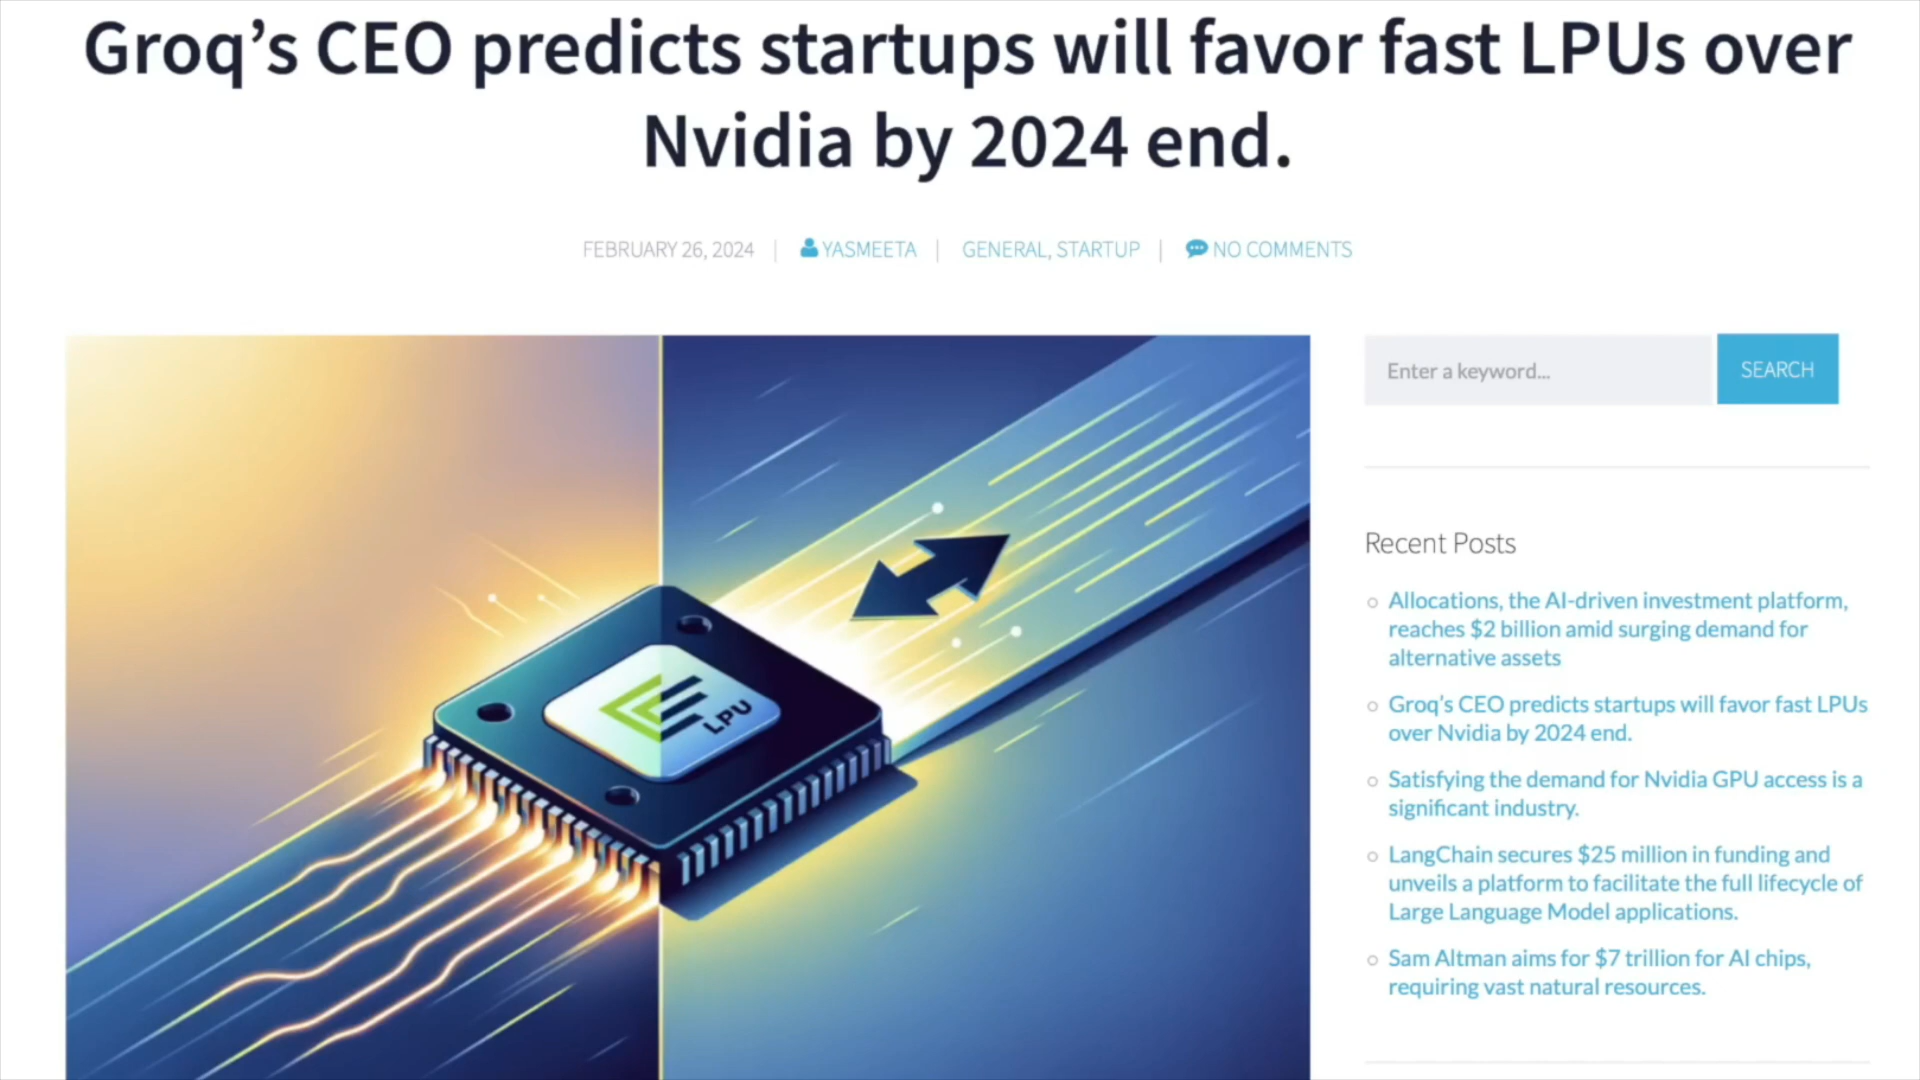 Groq’s CEO predicts startups will favor fast LPUs over
Nvidia by 2024 end.
FEBRUARY 26, 2024 | YASMEETA | GENERAL, STARTUP | NO COMMENTS
Enter a keyword... SEARCH
LPU
Recent Posts
Allocations, the AI-driven investment platform,
reaches $2 billion amid surging demand for
alternative assets
Groq’s CEO predicts startups will favor fast LPUs
over Nvidia by 2024 end.
Satisfying the demand for Nvidia GPU access is a
significant industry.
LangChain secures $25 million in funding and
unveils a platform to facilitate the full lifecycle of
Large Language Model applications.
Sam Altman aims for $7 trillion for AI chips,
requiring vast natural resources.